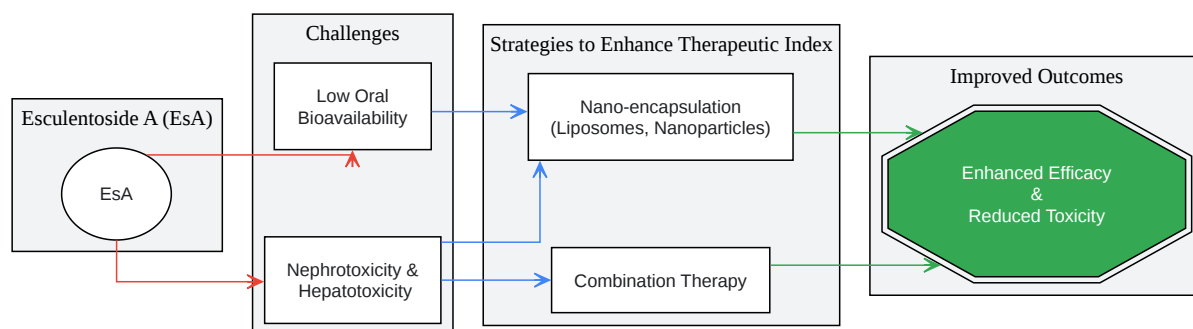 Esculentoside A (EsA)
EsA
Challenges
Low Oral
Bioavailability
Nephrotoxicity &
Hepatotoxicity
Strategies to Enhance Therapeutic Index
Nano-encapsulation
(Liposomes, Nanoparticles)
Combination Therapy
Improved Outcomes
Enhanced Efficacy
&
Reduced Toxicity